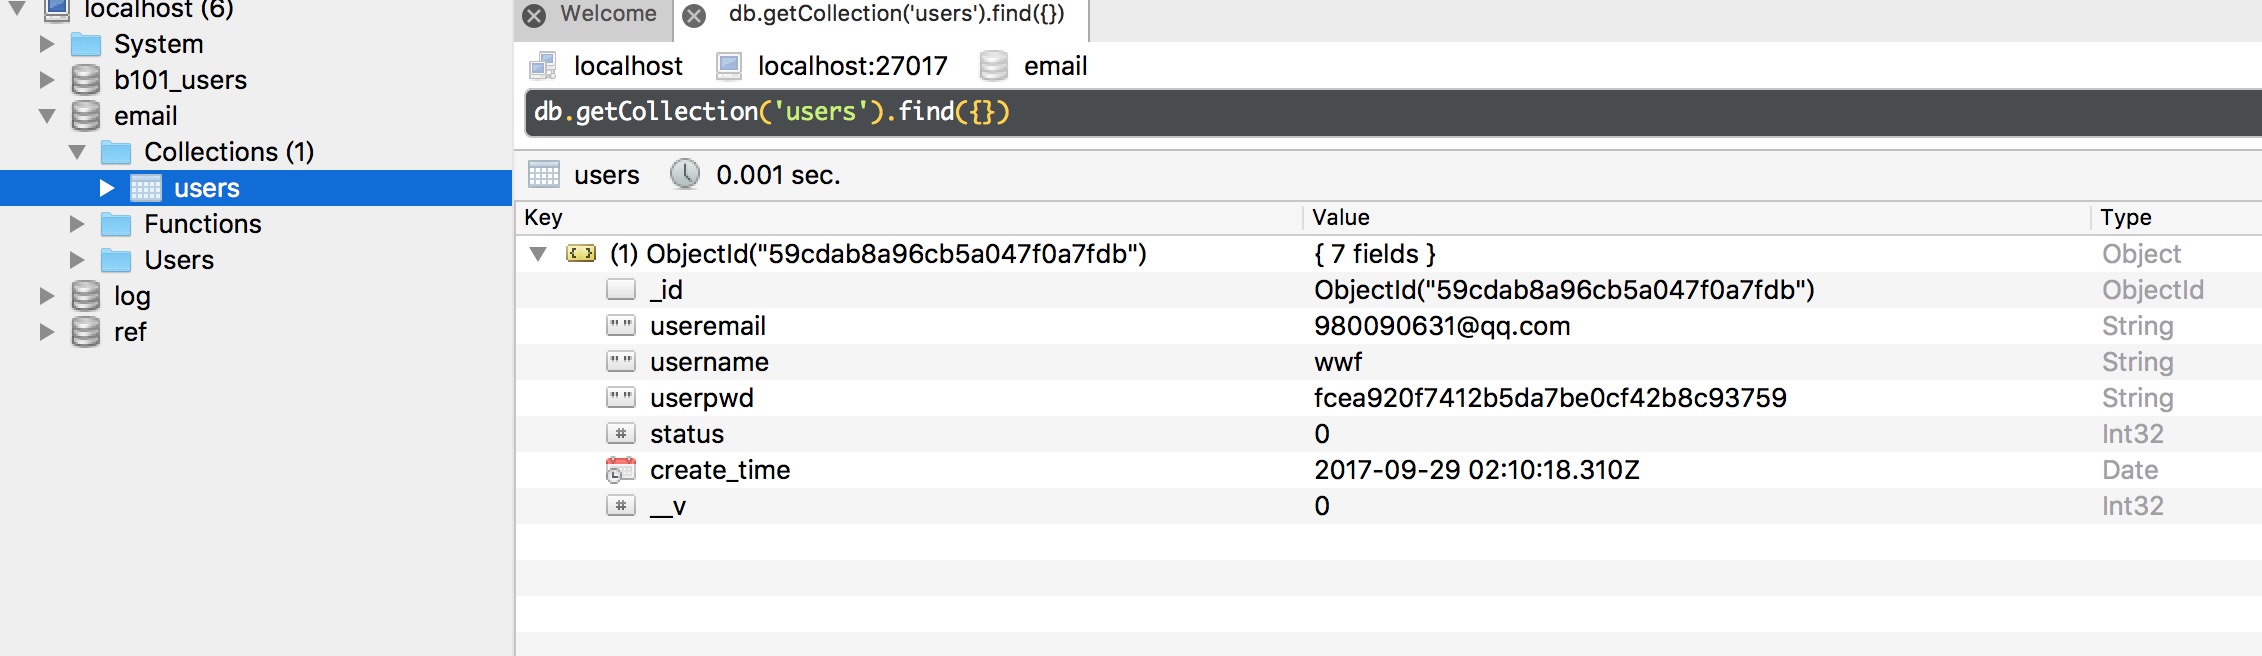 localhost (6)
System
b101_users
email
Collections (1)
users
Functions
Users
log
ref
Welcome
db.getCollection('users').find({})
localhost localhost:27017 email
db.getCollection('users').find({})
users 0.001 sec.
Key Value Type
(1) ObjectId("59cdab8a96cb5a047f0a7fdb") { 7 fields } Object
_id ObjectId("59cdab8a96cb5a047f0a7fdb") ObjectId
useremail 980090631@qq.com String
username wwf String
userpwd fcea920f7412b5da7be0cf42b8c93759 String
status 0 Int32
create_time 2017-09-29 02:10:18.310Z Date
__v 0 Int32